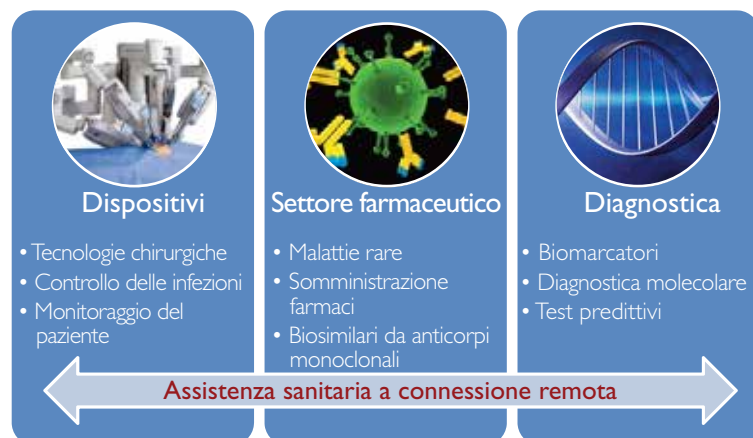 Dispositivi
• Tecnologie chirurgiche
• Controllo delle infezioni
• Monitoraggio del
paziente
Settore farmaceutico
• Malattie rare
• Somministrazione
farmaci
• Biosimilari da anticorpi
monoclonali
Diagnostica
• Biomarcatori
• Diagnostica molecolare
• Test predittivi
Assistenza sanitaria a connessione remota